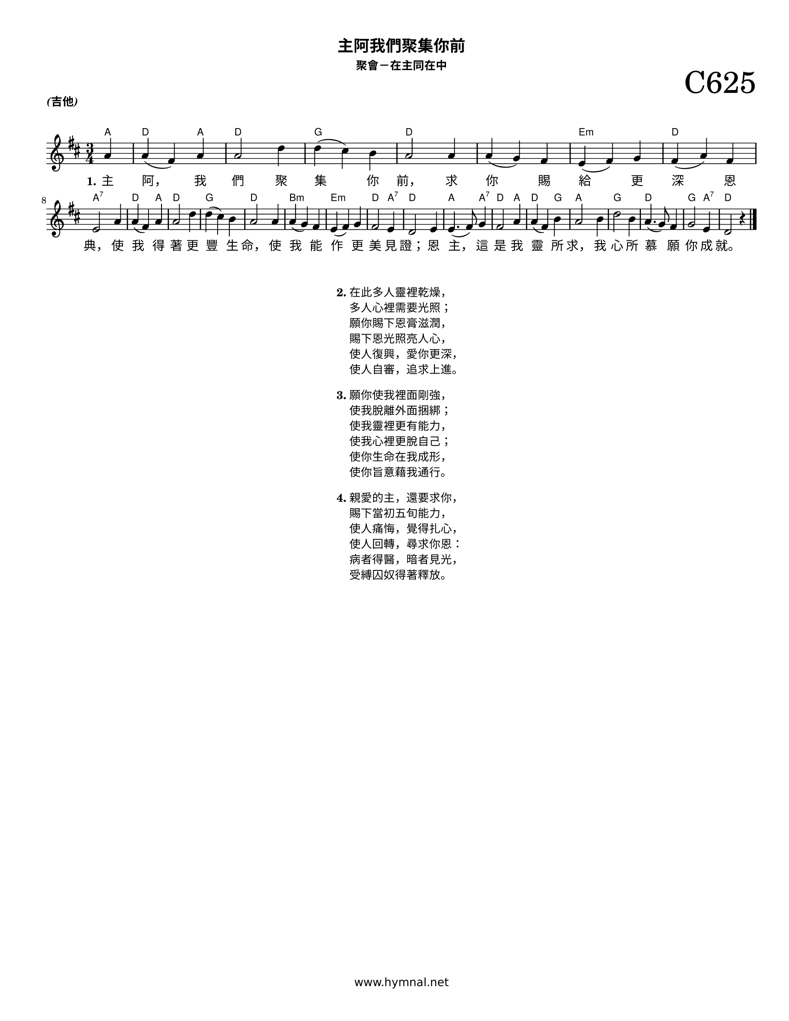 主阿我們聚集你前
聚會－在主同在中
C625
(吉他)
A D A D G D Em D
1. 主 阿， 我 們 聚 集 你 前， 求 你 賜 給 更 深 恩
8 A7 D A D G D A Bm Em D A7 D Em A A7 D A D G A G D G A7 D
典，使 我 得 著 更 豐 生 命，使 我 能 作 更 美 見 證；恩 主，這 是 我 靈 所 求，我 心 所 慕 願 你 成 就。
2. 在此多人靈裡乾燥，
多人心裡需要光照；
願你賜下恩膏滋潤，
賜下恩光照亮人心，
使人復興，愛你更深，
使人自審，追求上進。
3. 願你使我裡面剛強，
使我脫離外面捆綁；
使我靈裡更有能力，
使我心裡更脫自己；
使你生命在我成形，
使你旨意藉我通行。
4. 親愛的主，還要求你，
賜下當初五旬能力，
使人痛悔，覺得扎心，
使人回轉，尋求你恩：
病者得醫，暗者見光，
受縛囚奴得著釋放。
www.hymnal.net